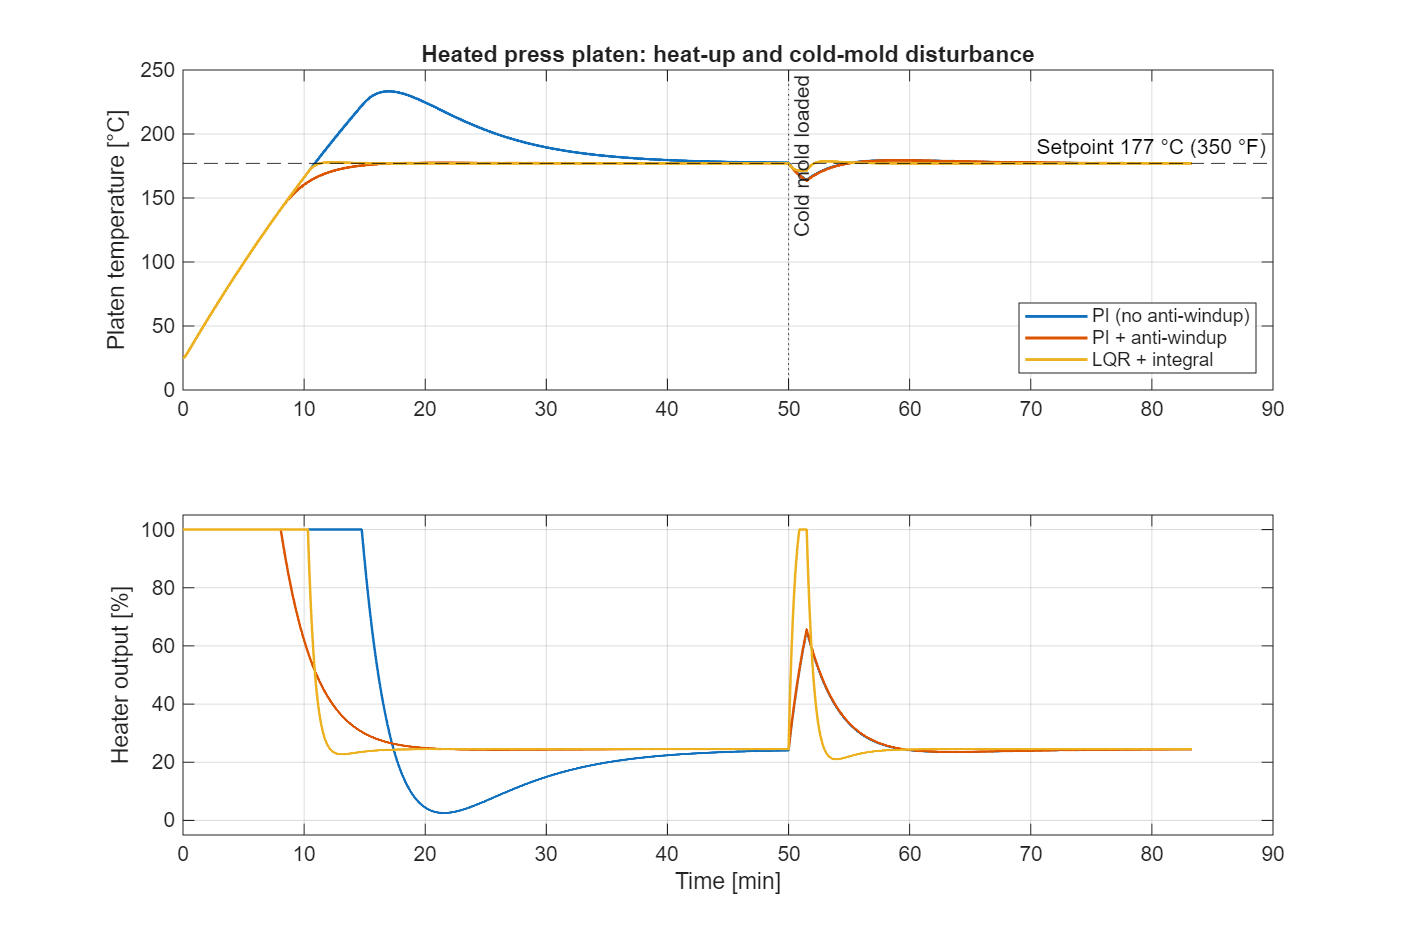 Heated press platen: heat-up and cold-mold disturbance
Platen temperature [°C]
250
200
150
100
50
0
0 10 20 30 40 50 60 70 80 90
Cold mold loaded
Setpoint 177 °C (350 °F)
PI (no anti-windup)
PI + anti-windup
LQR + integral
Heater output [%]
100
80
60
40
20
0
0 10 20 30 40 50 60 70 80 90
Time [min]